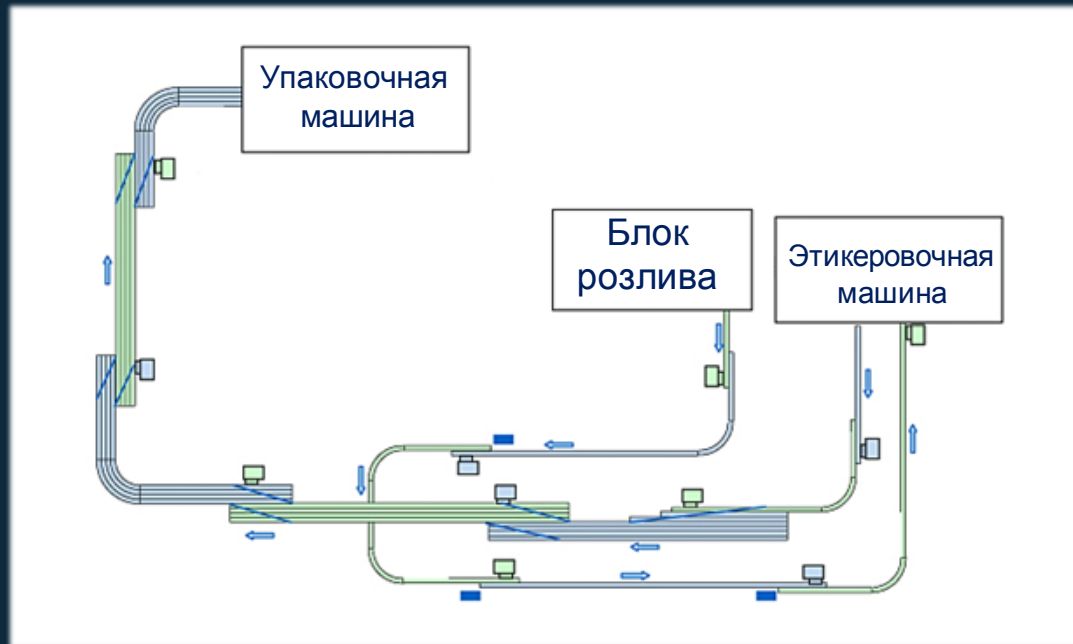 Упаковочная
машина
Блок
розлива
Этикеровочная
машина